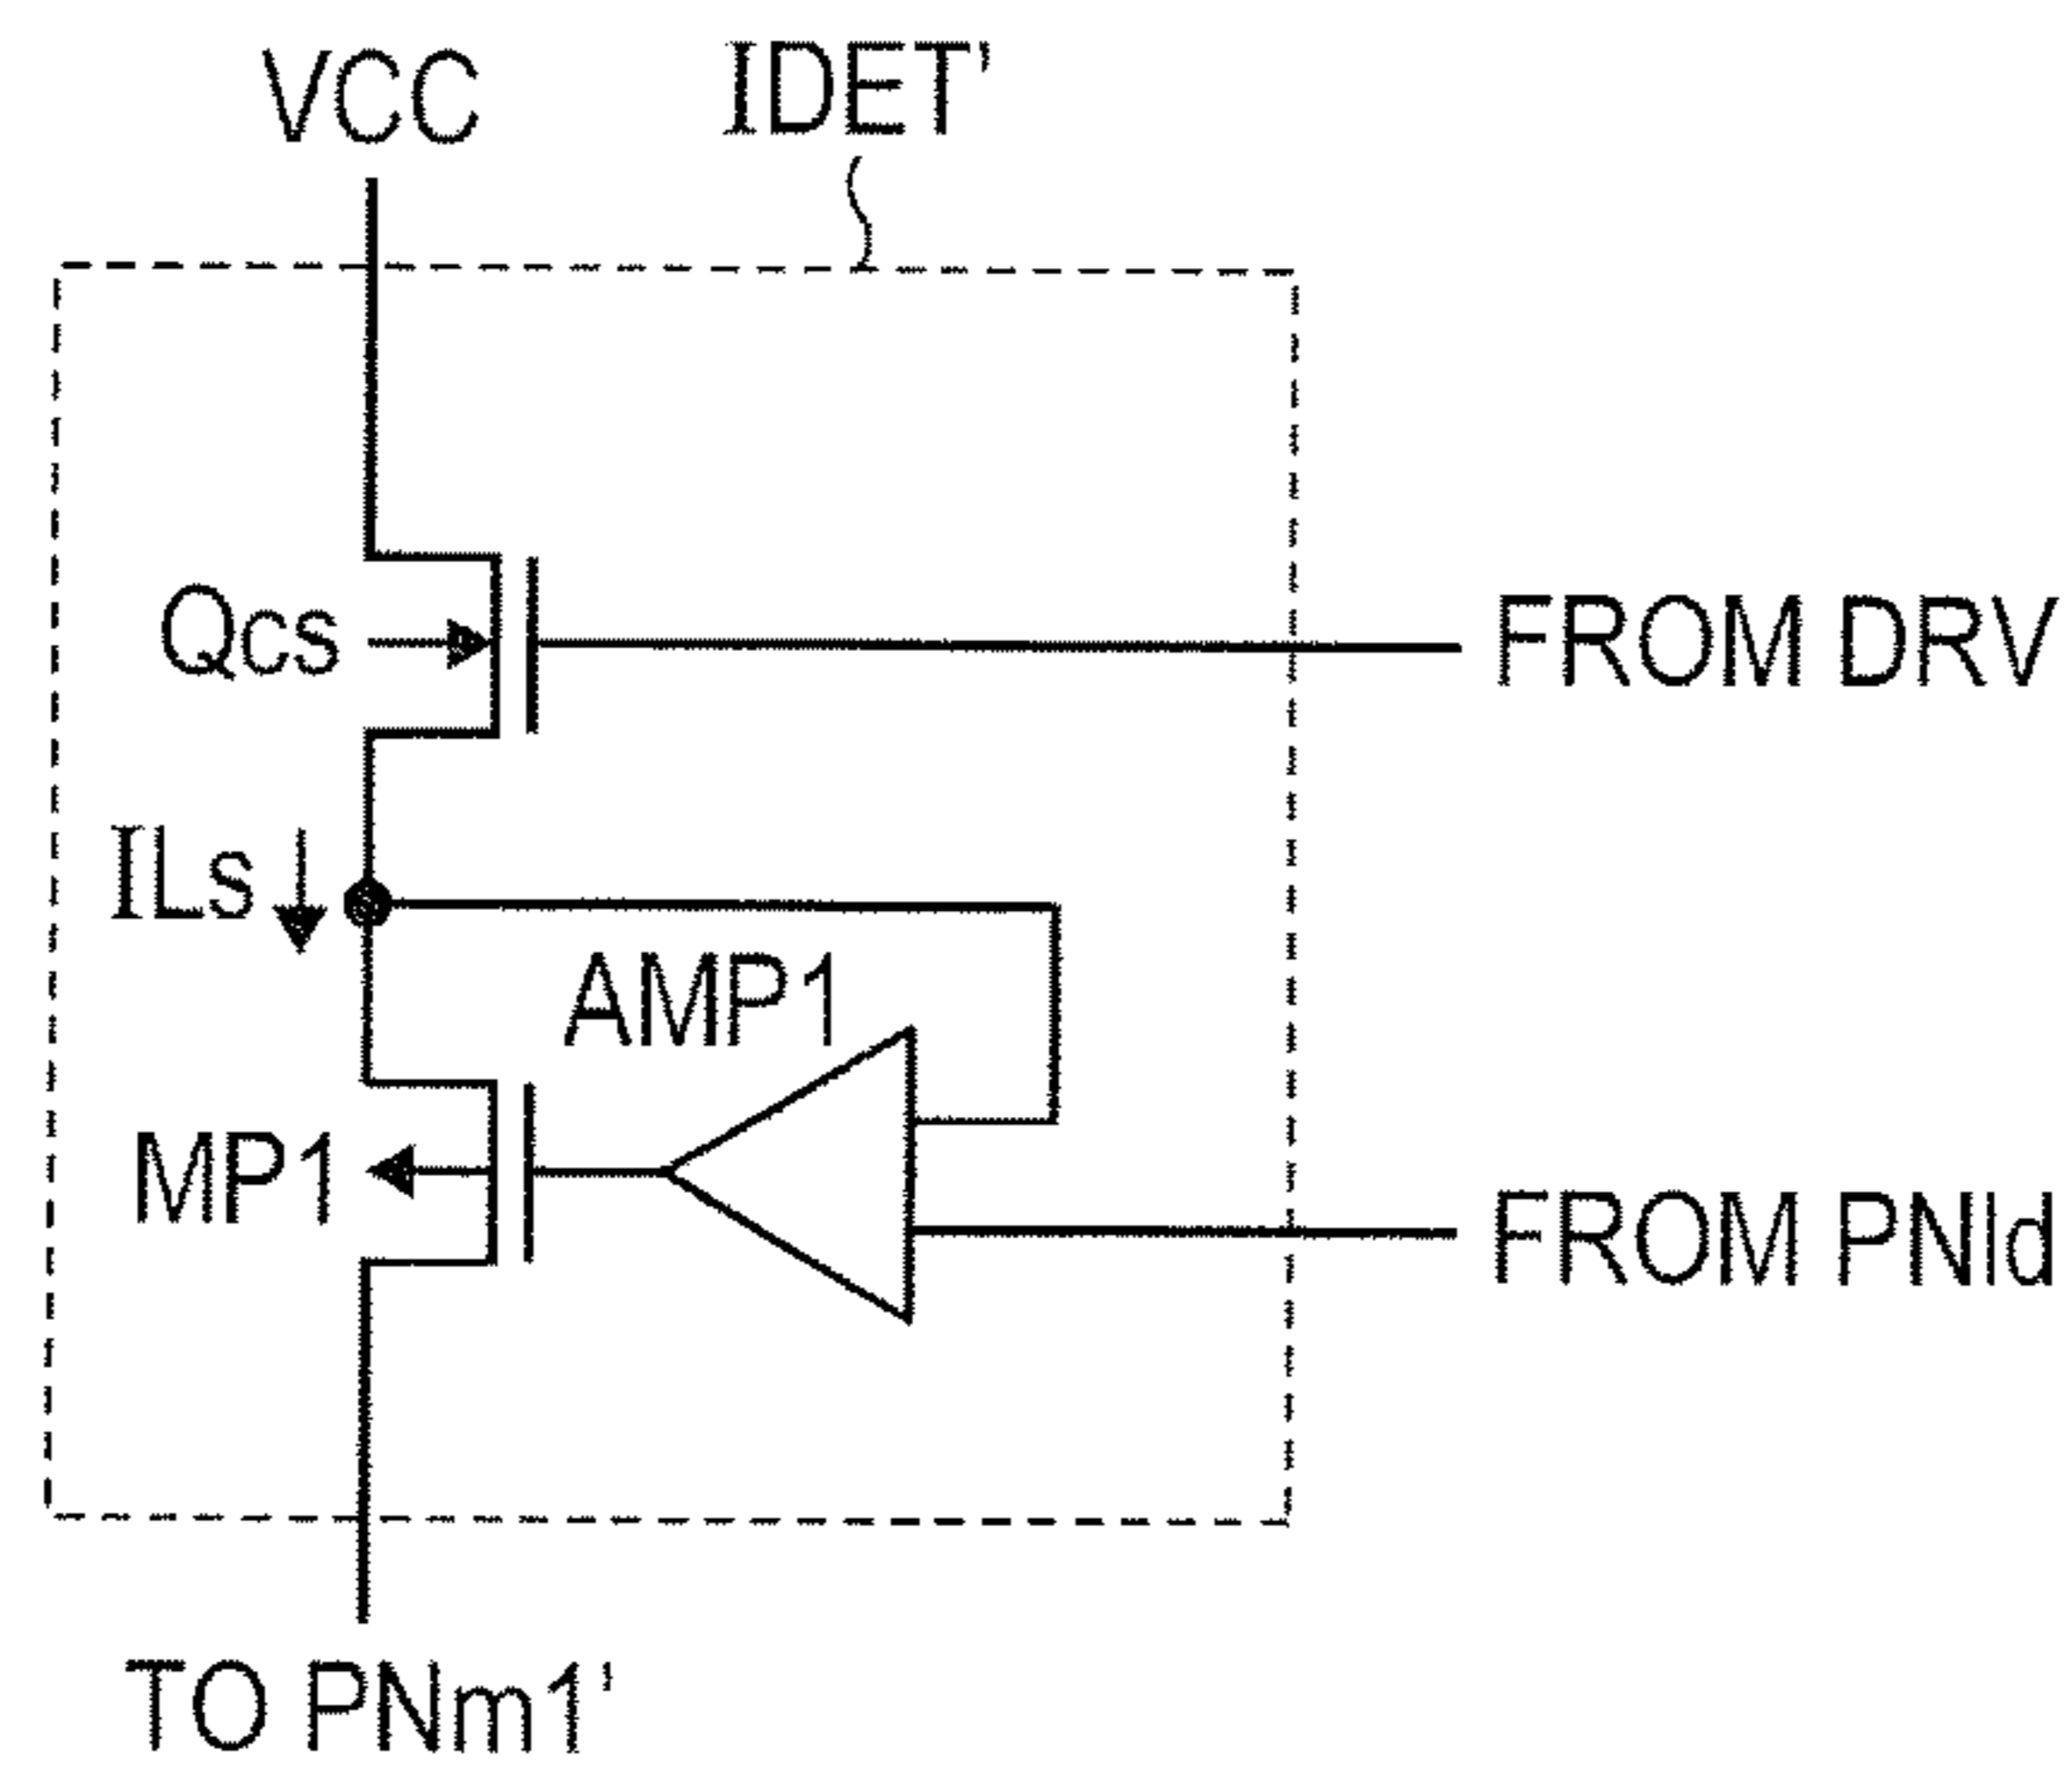 VCC
IDET'
Qcs
FROM DRV
ILs
AMP1
MP1
FROM PNld
TO PNm1'